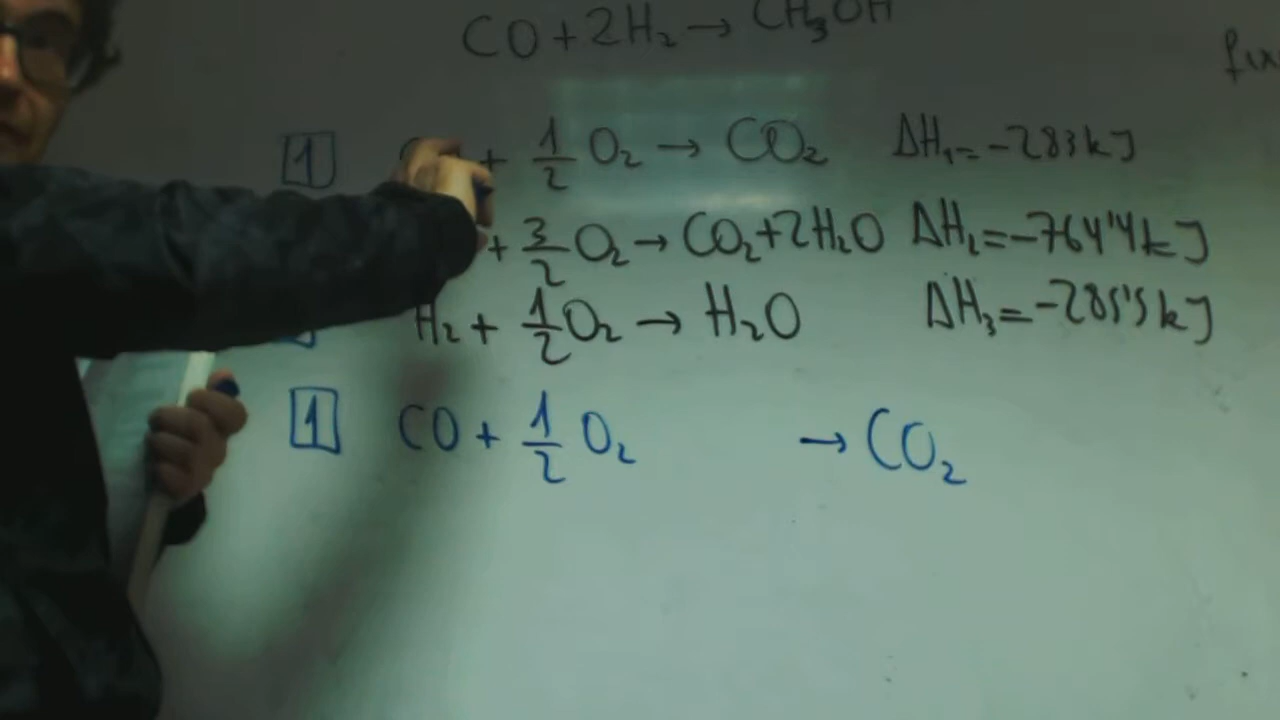 CO + 2H₂ → CH₃OH
[1] + 1/2 O₂ → CO₂ ΔH₁ = -283 kJ
+ 3/2 O₂ → CO₂ + 2H₂O ΔH₂ = -764'4 kJ
H₂ + 1/2 O₂ → H₂O ΔH₃ = -285'5 kJ
[1] CO + 1/2 O₂ → CO₂